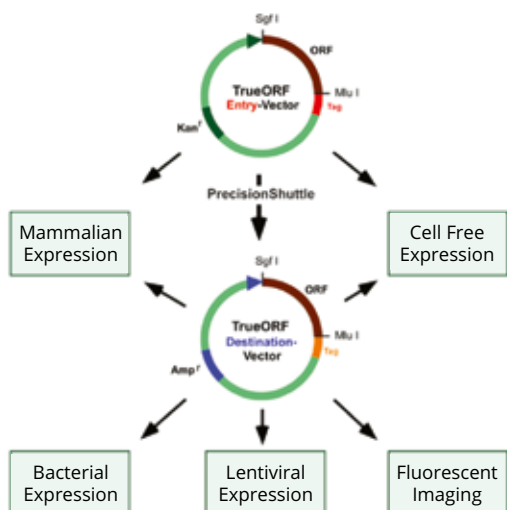 Sgf I
ORF
TrueORF
Entry-Vector
Mlu I
Tag
Kan r
PrecisionShuttle
Mammalian
Expression
Cell Free
Expression
Sgf I
ORF
TrueORF
Destination-
Vector
Mlu I
Tag
Amp r
Bacterial
Expression
Lentiviral
Expression
Fluorescent
Imaging